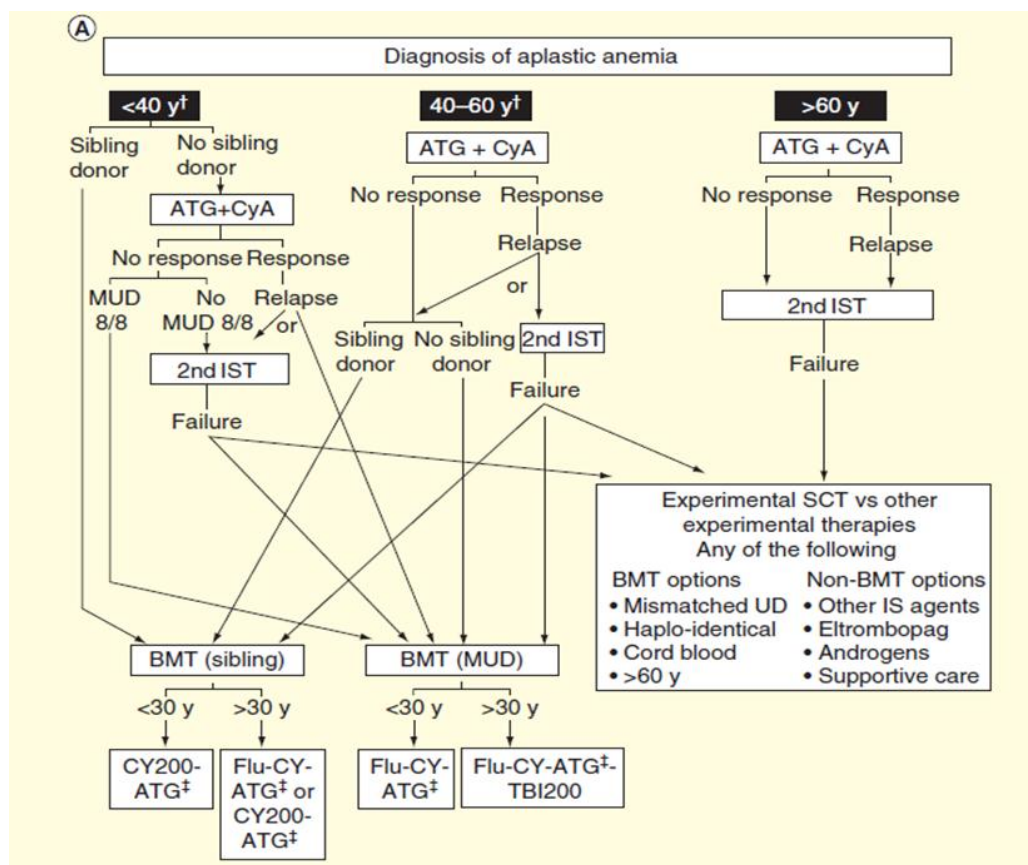 A
Diagnosis of aplastic anemia
<40 y†
40–60 y†
>60 y
Sibling
donor
No sibling
donor
ATG+CyA
No response
Response
MUD
8/8
No
MUD 8/8
Relapse
or
2nd IST
Failure
ATG + CyA
No response
Response
Relapse
or
Sibling
donor
No sibling
donor
2nd IST
Failure
ATG + CyA
No response
Response
Relapse
2nd IST
Failure
Experimental SCT vs other
experimental therapies
Any of the following
BMT options
• Mismatched UD
• Haplo-identical
• Cord blood
• >60 y
Non-BMT options
• Other IS agents
• Eltrombopag
• Androgens
• Supportive care
BMT (sibling)
<30 y
>30 y
CY200-
ATG‡
Flu-CY-
ATG‡ or
CY200-
ATG‡
BMT (MUD)
<30 y
>30 y
Flu-CY-
ATG‡
Flu-CY-ATG‡-
TBI200